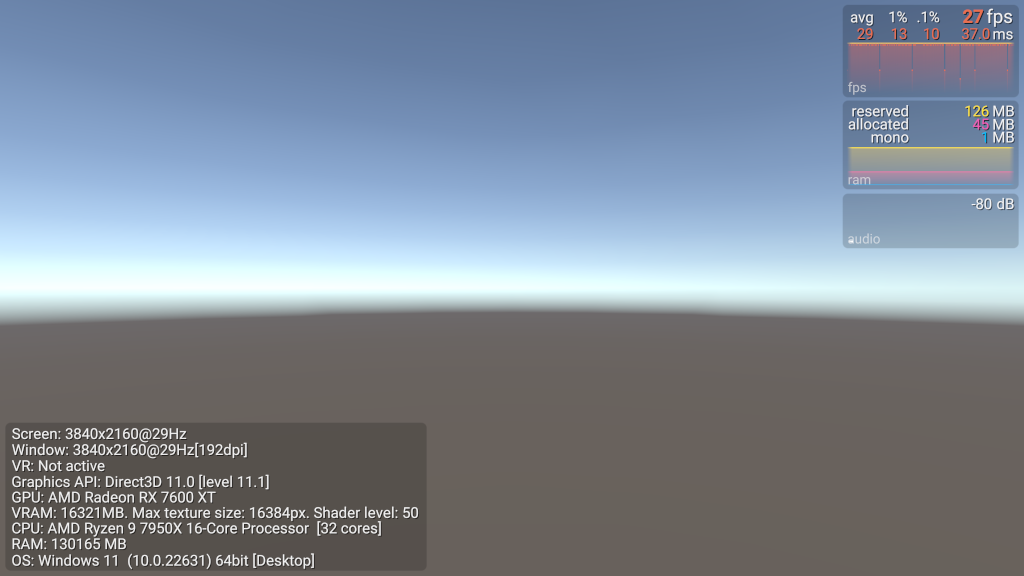 avg 1% .1% 27 fps
29 13 10 37.0 ms
fps
reserved 126 MB
allocated 45 MB
mono 1 MB
ram
-80 dB
audio
Screen: 3840x2160@29Hz
Window: 3840x2160@29Hz[192dpi]
VR: Not active
Graphics API: Direct3D 11.0 [level 11.1]
GPU: AMD Radeon RX 7600 XT
VRAM: 16321MB. Max texture size: 16384px. Shader level: 50
CPU: AMD Ryzen 9 7950X 16-Core Processor [32 cores]
RAM: 130165 MB
OS: Windows 11 (10.0.22631) 64bit [Desktop]